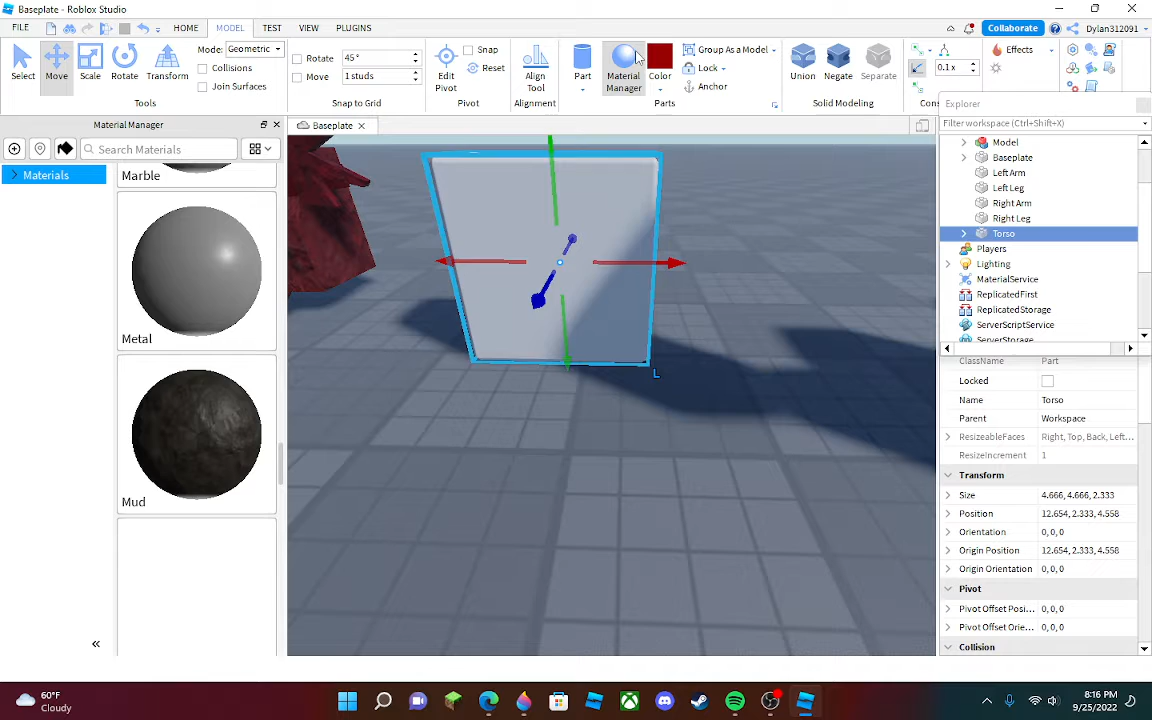 Baseplate - Roblox Studio
FILE HOME MODEL TEST VIEW PLUGINS Collaborate Dylan312091
Select Move Scale Rotate Transform
Mode: Geometric
Collisions
Join Surfaces
Tools
Rotate 45°
Move 1 studs
Snap to Grid
Edit Pivot
Snap
Reset
Pivot
Align Tool
Alignment
Part
Material Manager
Color
Group As a Model
Lock
Anchor
Parts
Union Negate Separate
Solid Modeling
0.1 x
Cons
Effects
Material Manager
Search Materials
Materials
Marble
Metal
Mud
Baseplate
L
Explorer
Filter workspace (Ctrl+Shift+X)
Model
Baseplate
Left Arm
Left Leg
Right Arm
Right Leg
Torso
Players
Lighting
MaterialService
ReplicatedFirst
ReplicatedStorage
ServerScriptService
ServerStorage
ClassName Part
Locked
Name Torso
Parent Workspace
ResizeableFaces Right, Top, Back, Left...
ResizeIncrement 1
Transform
Size 4.666, 4.666, 2.333
Position 12.654, 2.333, 4.558
Orientation 0, 0, 0
Origin Position 12.654, 2.333, 4.558
Origin Orientation 0, 0, 0
Pivot
Pivot Offset Posi... 0, 0, 0
Pivot Offset Orie... 0, 0, 0
Collision
60°F
Cloudy
8:16 PM
9/25/2022